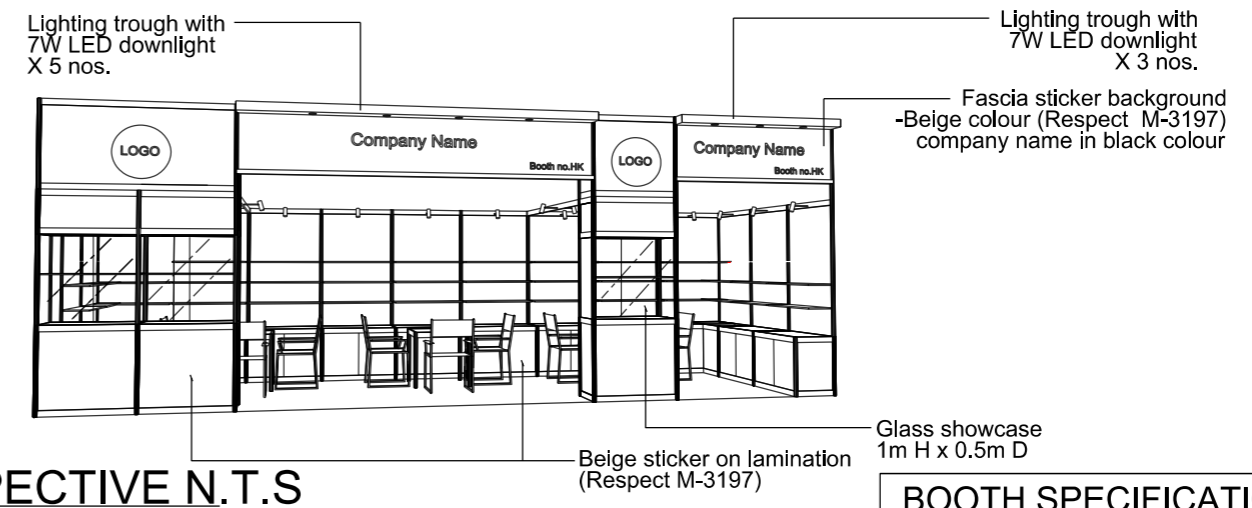 Lighting trough with
7W LED downlight
X 5 nos.
Lighting trough with
7W LED downlight
X 3 nos.
Fascia sticker background
-Beige colour (Respect M-3197)
company name in black colour
LOGO
Company Name
Booth no.HK
LOGO
Company Name
Booth no.HK
Glass showcase
1m H x 0.5m D
Beige sticker on lamination
(Respect M-3197)
PECTIVE N.T.S
BOOTH SPECIFICATI